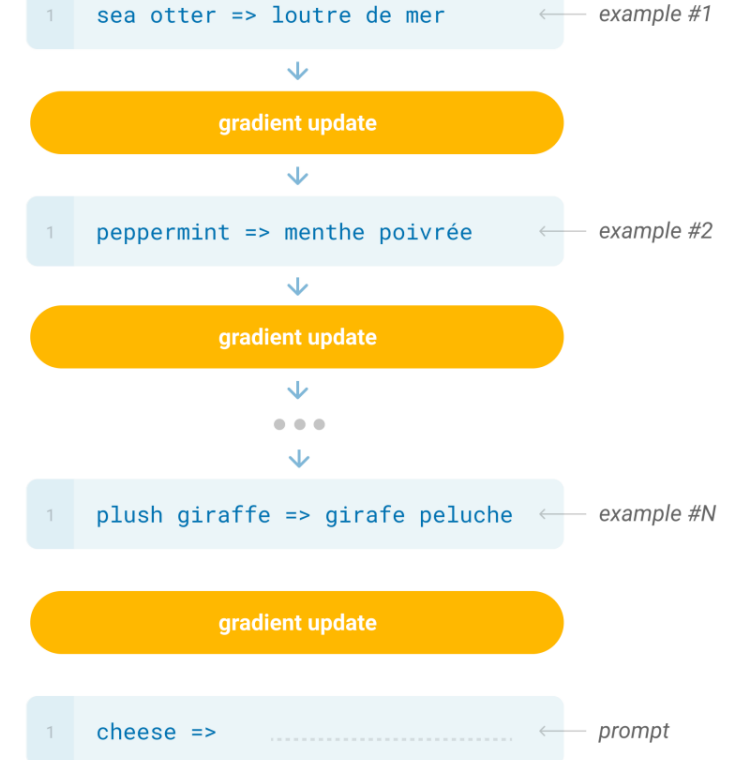 1 sea otter => loutre de mer example #1
gradient update
1 peppermint => menthe poivrée example #2
gradient update
1 plush giraffe => girafe peluche example #N
gradient update
1 cheese => prompt